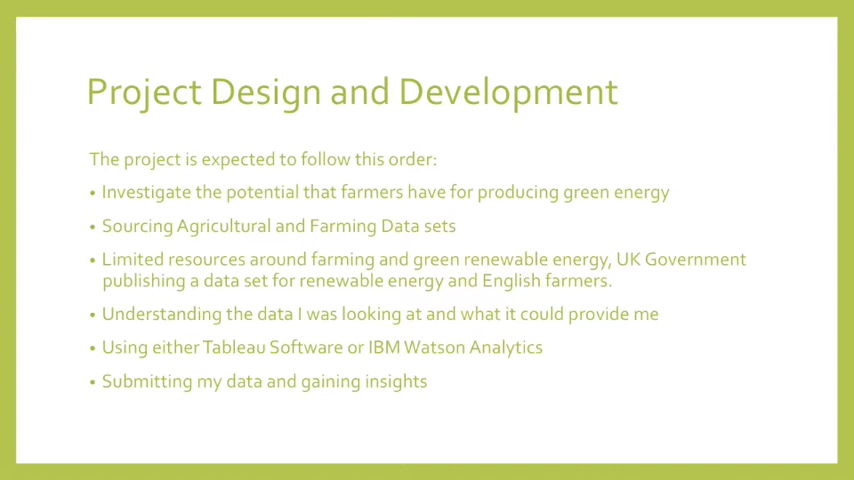 Project Design and Development
The project is expected to follow this order:
• Investigate the potential that farmers have for producing green energy
• Sourcing Agricultural and Farming Data sets
• Limited resources around farming and green renewable energy, UK Government
publishing a data set for renewable energy and English farmers.
• Understanding the data I was looking at and what it could provide me
• Using either Tableau Software or IBM Watson Analytics
• Submitting my data and gaining insights